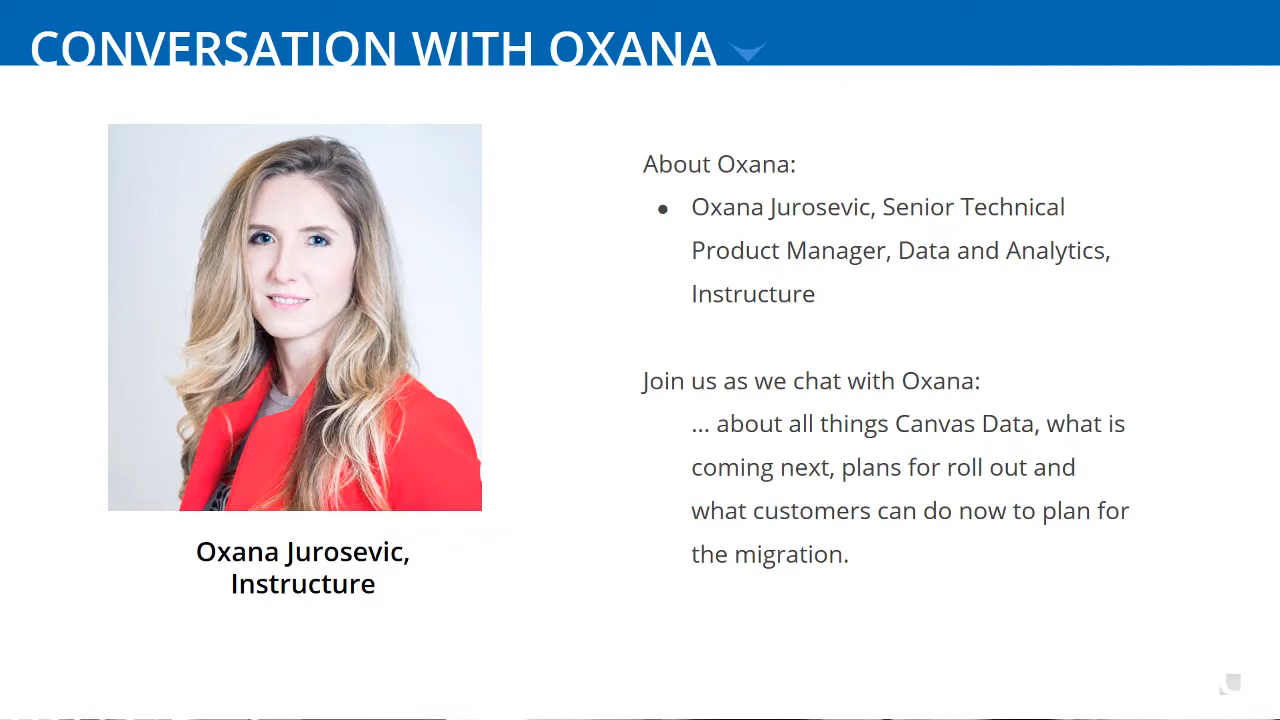 CONVERSATION WITH OXANA
About Oxana:
● Oxana Jurosevic, Senior Technical
Product Manager, Data and Analytics,
Instructure
Join us as we chat with Oxana:
... about all things Canvas Data, what is
coming next, plans for roll out and
what customers can do now to plan for
the migration.
Oxana Jurosevic,
Instructure